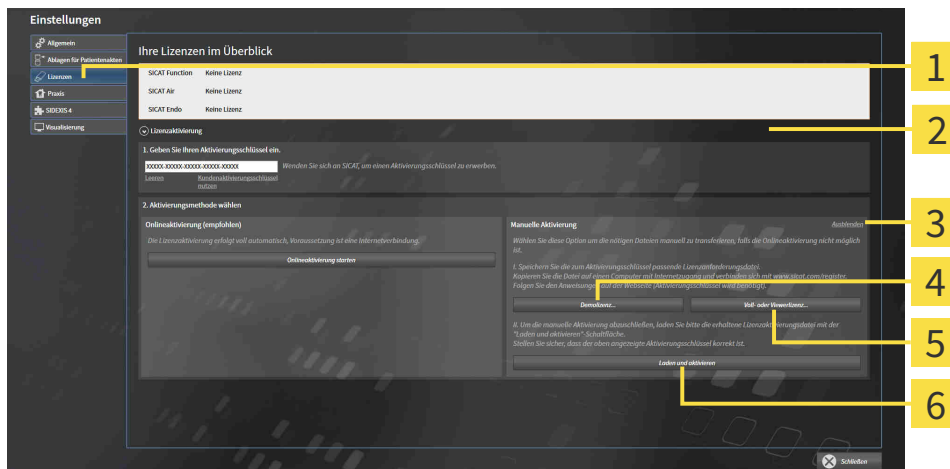 Einstellungen
Allgemein
Ablagen für Patientenakten
Lizenzen
Praxis
SIDEXIS 4
Visualisierung
Ihre Lizenzen im Überblick
SICAT Function Keine Lizenz
SICAT Air Keine Lizenz
SICAT Endo Keine Lizenz
Lizenzaktivierung
1. Geben Sie Ihren Aktivierungsschlüssel ein.
XXXXX-XXXXX-XXXXX-XXXXX-XXXXX
Wenden Sie sich an SICAT, um einen Aktivierungsschlüssel zu erwerben.
Leeren
Kundenaktivierungsschlüssel
nutzen
2. Aktivierungsmethode wählen
Onlineaktivierung (empfohlen)
Die Lizenzaktivierung erfolgt voll automatisch, Voraussetzung ist eine Internetverbindung.
Onlineaktivierung starten
Manuelle Aktivierung
Ausblenden
Wählen Sie diese Option um die nötigen Dateien manuell zu transferieren, falls die Onlineaktivierung nicht möglich
ist.
I. Speichern Sie die zum Aktivierungsschlüssel passende Lizenzanforderungsdatei.
Kopieren Sie die Datei auf einen Computer mit Internetzugang und verbinden sich mit www.sicat.com/register.
Folgen Sie den Anweisungen auf der Webseite (Aktivierungsschlüssel wird benötigt).
Demolizenz...
Voll- oder Viewerlizenz...
II. Um die manuelle Aktivierung abzuschließen, laden Sie bitte die erhaltene Lizenzaktivierungsdatei mit der
"Laden und aktivieren"-Schaltfläche.
Stellen Sie sicher, dass der oben angezeigte Aktivierungsschlüssel korrekt ist.
Laden und aktivieren
Schließen
1
2
3
4
5
6